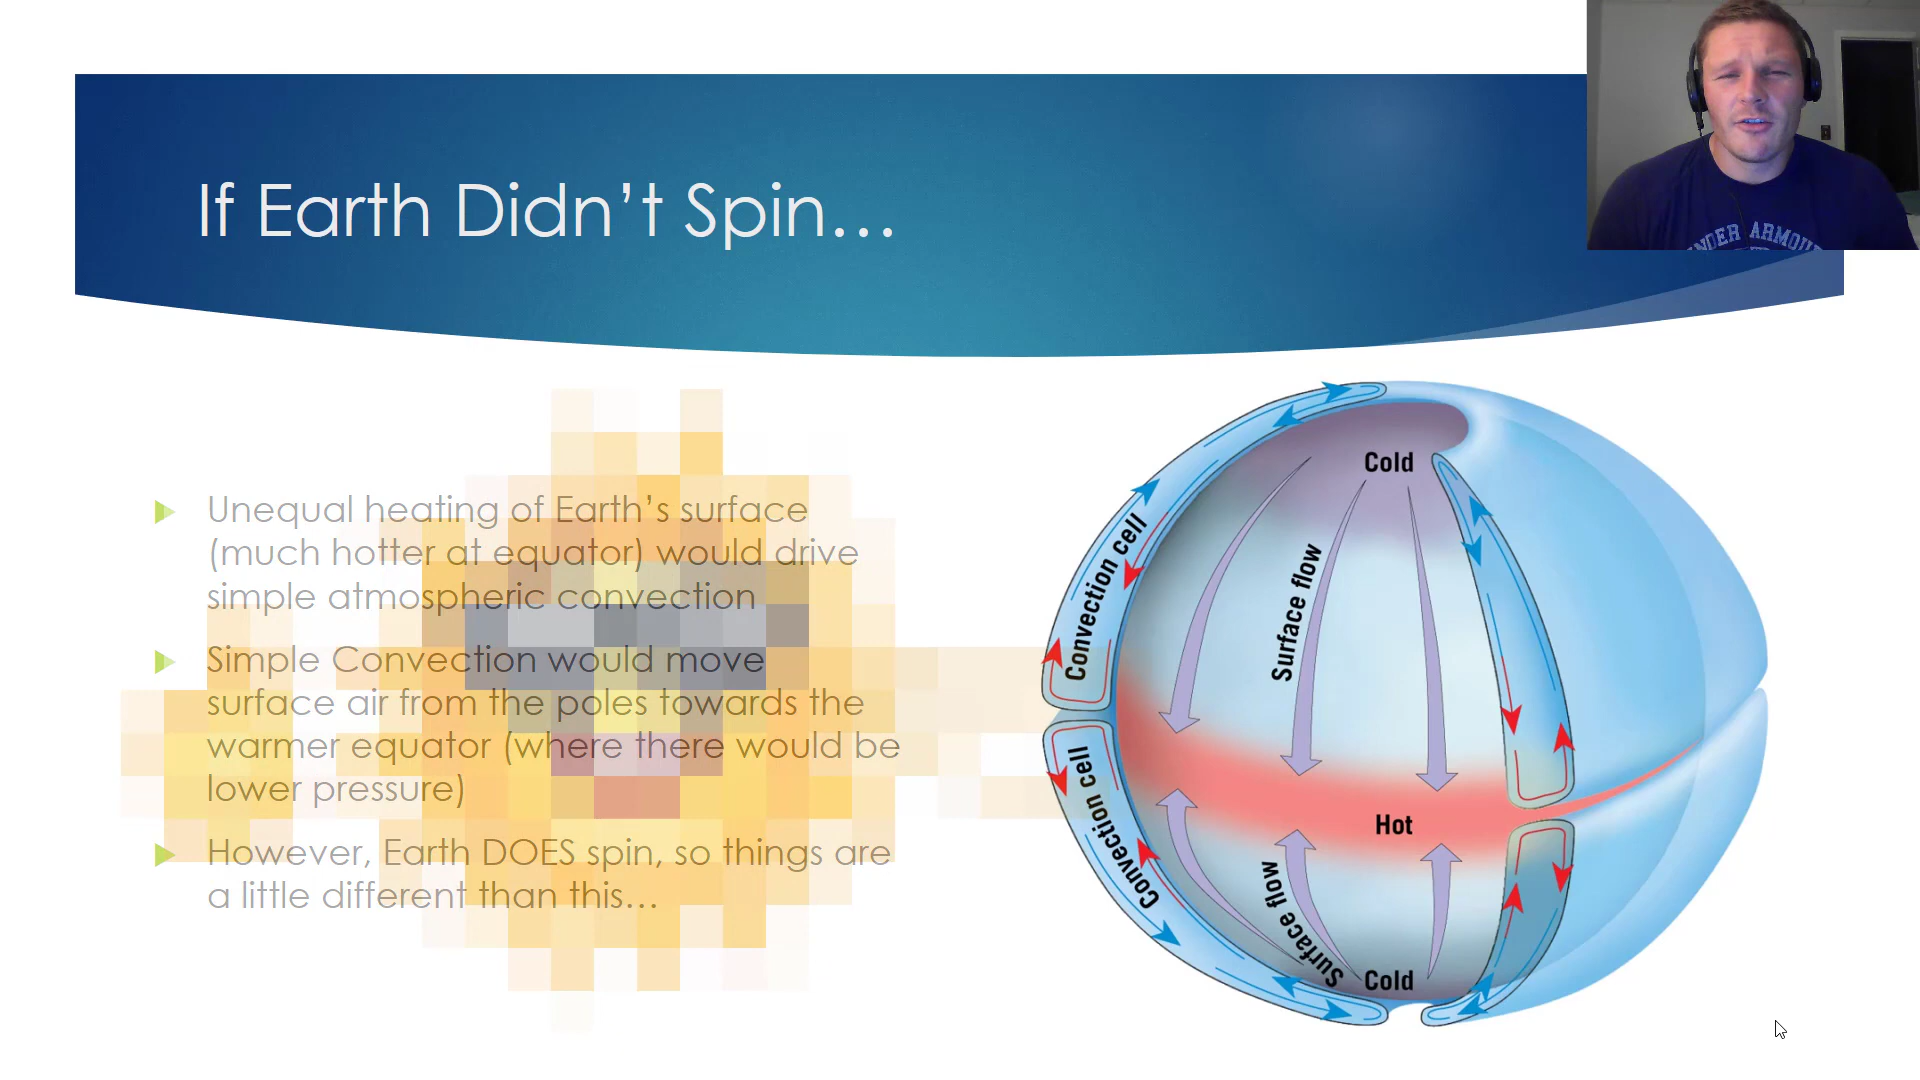 If Earth Didn’t Spin…
Unequal heating of Earth’s surface
(much hotter at equator) would drive
simple atmospheric convection
Simple Convection would move
surface air from the poles towards the
warmer equator (where there would be
lower pressure)
However, Earth DOES spin, so things are
a little different than this…
Cold
Convection cell
Surface flow
Hot
Convection cell
Surface flow
Cold
ARMOUR